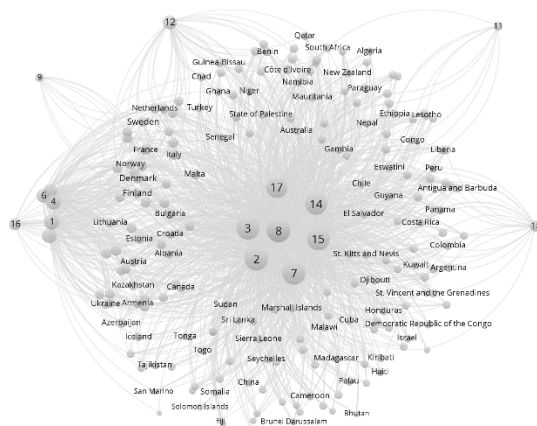 12
11
Qatar
Benin
South Africa
Algeria
Guinea-Bissau
Côte d'Ivoire
New Zealand
9
Chad
Namibia
Ghana
Niger
Paraguay
Mauritania
Netherlands
Turkey
State of Palestine
Ethiopia
Lesotho
Sweden
Nepal
Senegal
Australia
Congo
France
Italy
Gambia
Liberia
Norway
Eswatini
Peru
Malta
Denmark
Chile
Antigua and Barbuda
Finland
17
Guyana
6
4
14
Panama
Bulgaria
El Salvador
16
1
Lithuania
Costa Rica
3
8
Croatia
Estonia
15
Colombia
Albania
St. Kitts and Nevis
Austria
2
Kuwait
Argentina
7
Djibouti
Kazakhstan
Canada
St. Vincent and the Grenadines
Ukraine
Armenia
Sudan
Marshall Islands
Honduras
Azerbaijan
Sri Lanka
Cuba
Democratic Republic of the Congo
Malawi
Iceland
Tonga
Sierra Leone
Israel
Togo
Seychelles
Madagascar
Kiribati
Tajikistan
Haiti
China
Palau
San Marino
Somalia
Cameroon
Solomon Islands
Bhutan
Fiji
Brunei Darussalam